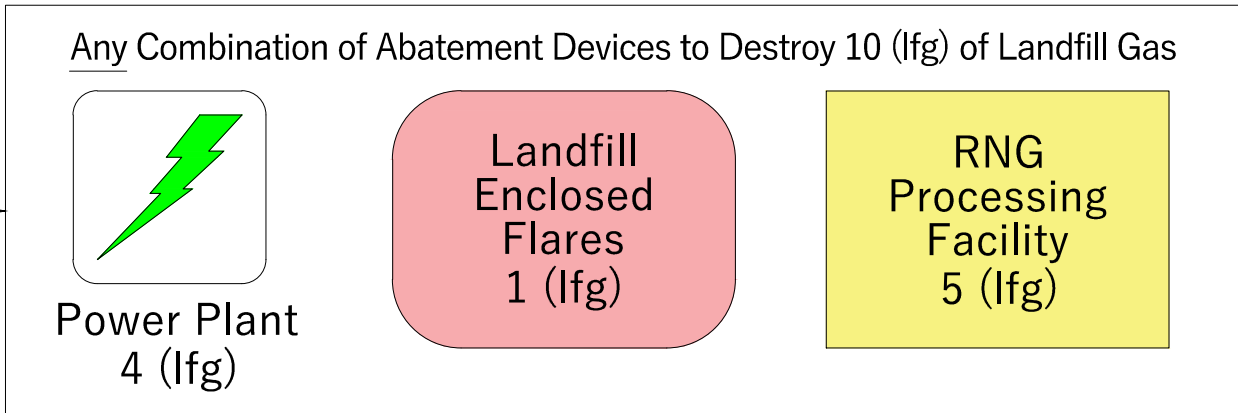 Any Combination of Abatement Devices to Destroy 10 (lfg) of Landfill Gas
Power Plant
4 (lfg)
Landfill
Enclosed
Flares
1 (lfg)
RNG
Processing
Facility
5 (lfg)